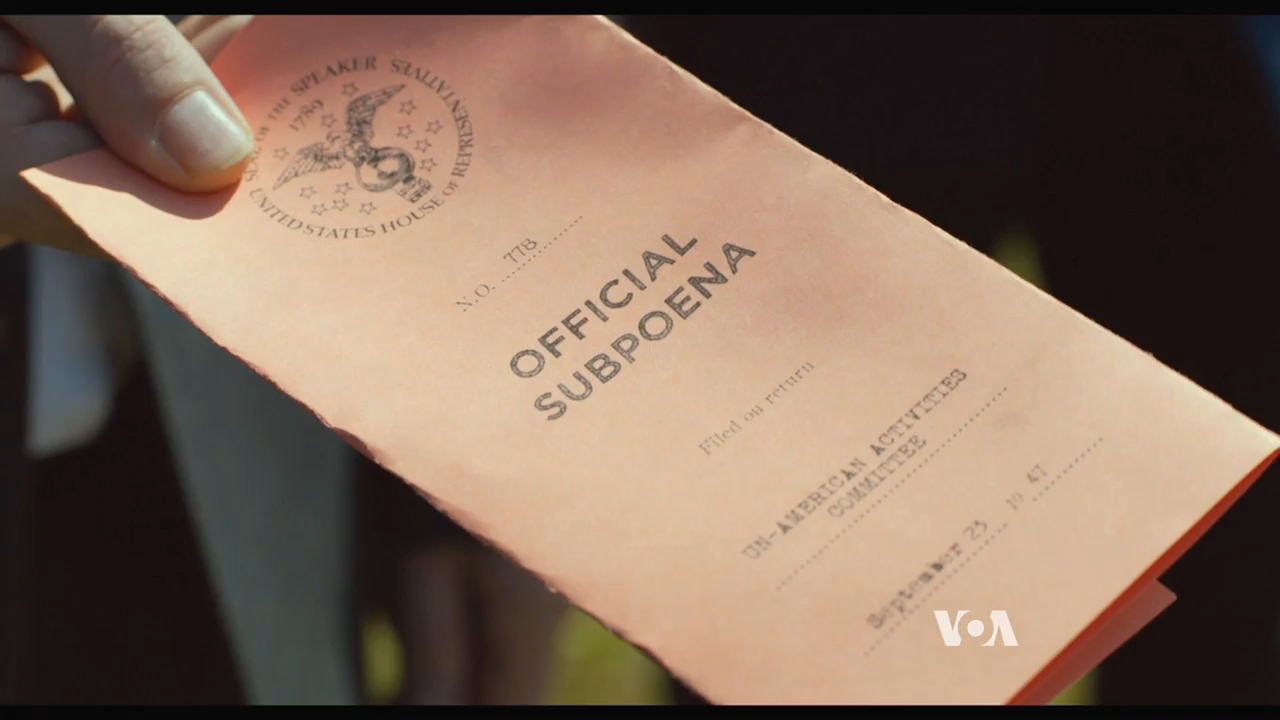 SEAL OF THE SPEAKER
UNITED STATES HOUSE OF REPRESENTATIVES
1789
N.O. 778
OFFICIAL
SUBPOENA
Filed on return
UN-AMERICAN ACTIVITIES
COMMITTEE
September 23 19 47
VOA